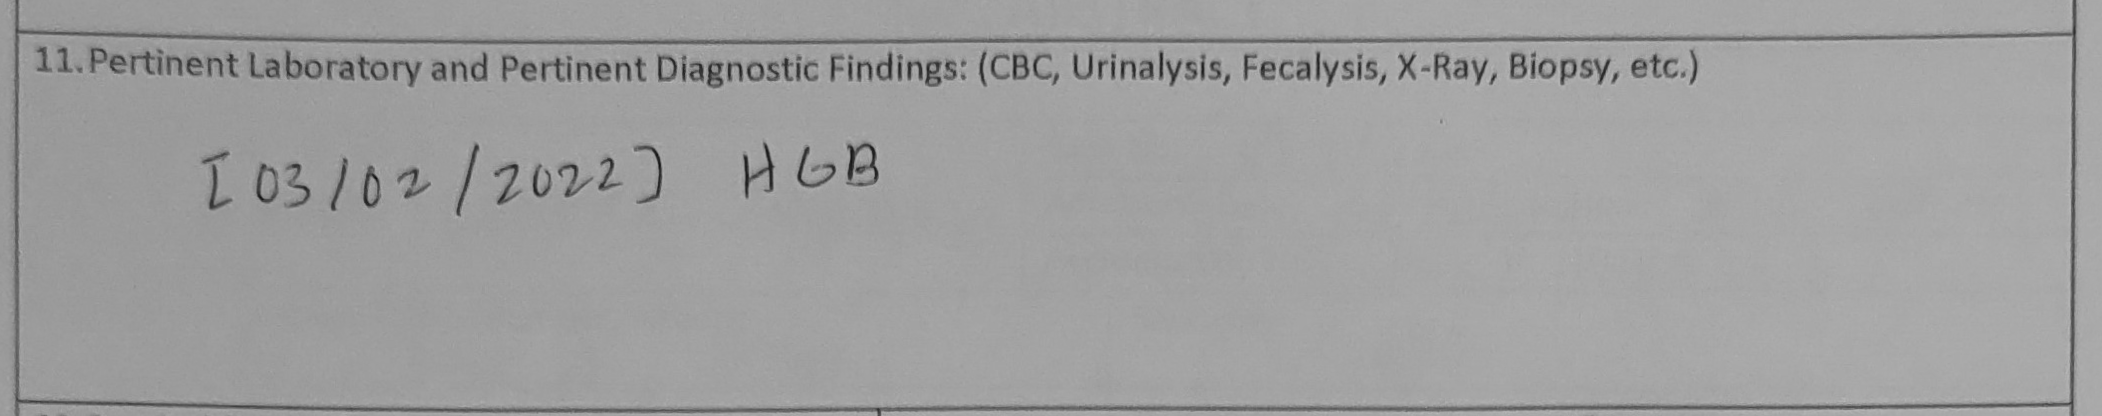 11. Pertinent Laboratory and Pertinent Diagnostic Findings: (CBC, Urinalysis, Fecalysis, X-Ray, Biopsy, etc.)
[03/02/2022] HGB